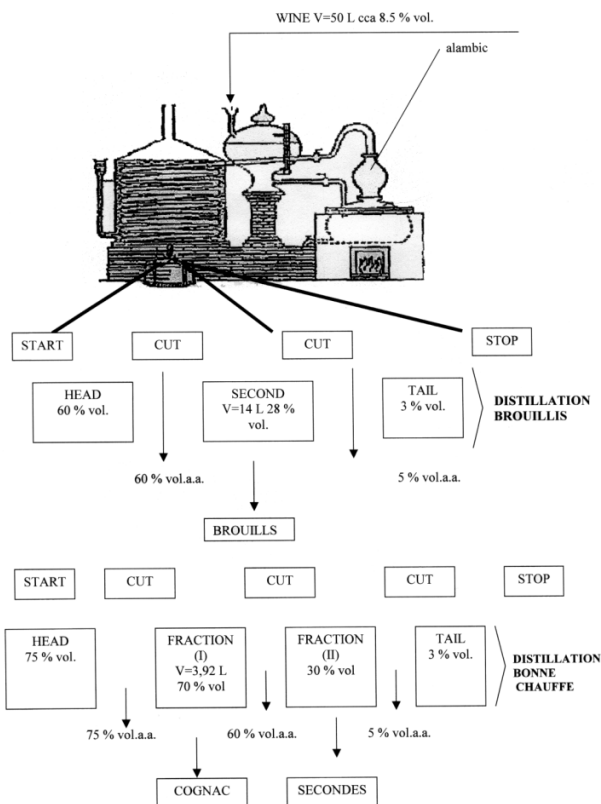 WINE V=50 L cca 8.5 % vol.
alambic
START
CUT
CUT
STOP
HEAD
60 % vol.
SECOND
V=14 L 28 %
vol.
TAIL
3 % vol.
DISTILLATION
BROUILLIS
60 % vol.a.a.
5 % vol.a.a.
BROUILLS
START
CUT
CUT
CUT
STOP
HEAD
75 % vol.
FRACTION
(I)
V=3,92 L
70 % vol
FRACTION
(II)
30 % vol
TAIL
3 % vol.
DISTILLATION
BONNE
CHAUFFE
75 % vol.a.a.
60 % vol.a.a.
5 % vol.a.a.
COGNAC
SECONDES